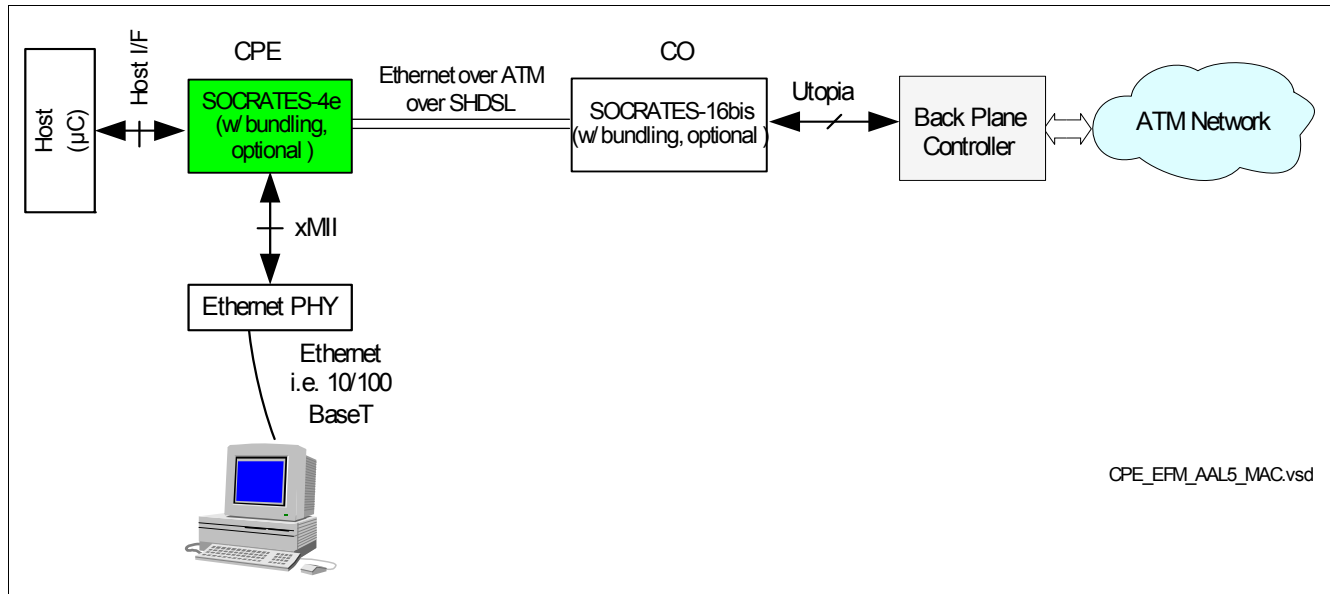 Host
(µC)
Host I/F
CPE
SOCRATES-4e
(w/ bundling,
optional )
Ethernet over ATM
over SHDSL
CO
SOCRATES-16bis
(w/ bundling, optional )
Utopia
Back Plane
Controller
ATM Network
xMII
Ethernet PHY
Ethernet
i.e. 10/100
BaseT
CPE_EFM_AAL5_MAC.vsd